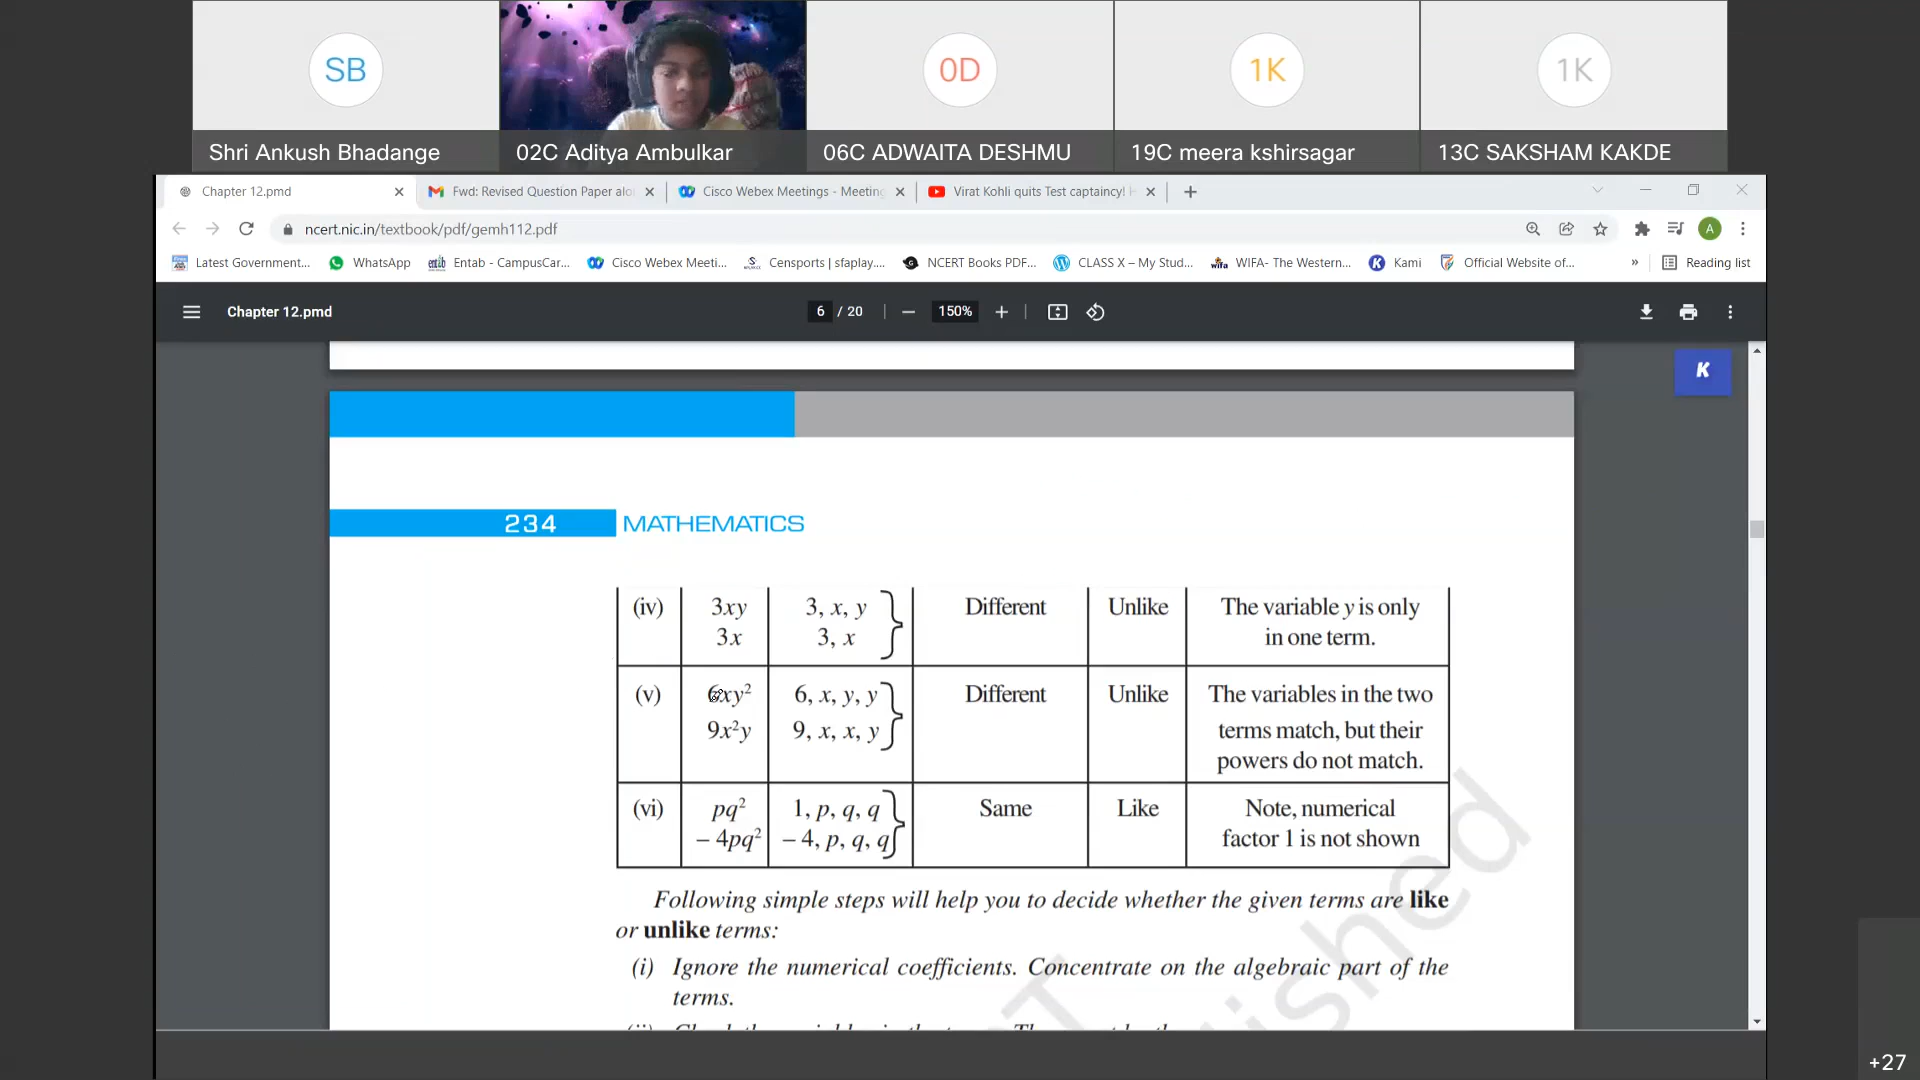 SB
0D
1K
1K
Shri Ankush Bhadange
02C Aditya Ambulkar
06C ADWAITA DESHMU
19C meera kshirsagar
13C SAKSHAM KAKDE
Chapter 12.pmd
Fwd: Revised Question Paper alo
Cisco Webex Meetings - Meeting
Virat Kohli quits Test captaincy!
ncert.nic.in/textbook/pdf/gemh112.pdf
A
Latest Government...
WhatsApp
Entab - CampusCar...
Cisco Webex Meeti...
Censports | sfaplay....
NCERT Books PDF...
CLASS X – My Stud...
WIFA- The Western...
Kami
Official Website of...
»
Reading list
Chapter 12.pmd
6 / 20
150%
K
234 MATHEMATICS
(iv) 3xy 3, x, y Different Unlike The variable y is only
3x 3, x in one term.
(v) 6xy² 6, x, y, y Different Unlike The variables in the two
9x²y 9, x, x, y terms match, but their
powers do not match.
(vi) pq² 1, p, q, q Same Like Note, numerical
– 4pq² – 4, p, q, q factor 1 is not shown
Following simple steps will help you to decide whether the given terms are like
or unlike terms:
(i) Ignore the numerical coefficients. Concentrate on the algebraic part of the
terms.
+27